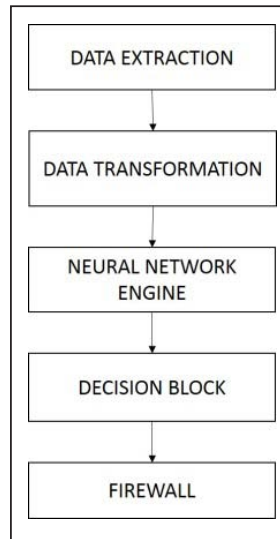 DATA EXTRACTION
DATA TRANSFORMATION
NEURAL NETWORK
ENGINE
DECISION BLOCK
FIREWALL